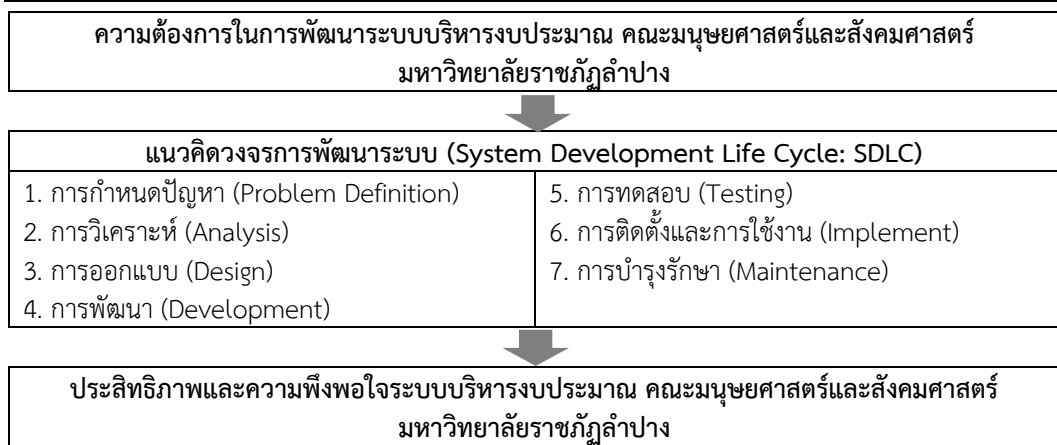 ความต้องการในการพัฒนาระบบบริหารงบประมาณ คณะมนุษยศาสตร์และสังคมศาสตร์
มหาวิทยาลัยราชภัฏลำปาง
แนวคิดวงจรการพัฒนาระบบ (System Development Life Cycle: SDLC)
1. การกำหนดปัญหา (Problem Definition)
2. การวิเคราะห์ (Analysis)
3. การออกแบบ (Design)
4. การพัฒนา (Development)
5. การทดสอบ (Testing)
6. การติดตั้งและการใช้งาน (Implement)
7. การบำรุงรักษา (Maintenance)
ประสิทธิภาพและความพึงพอใจระบบบริหารงบประมาณ คณะมนุษยศาสตร์และสังคมศาสตร์
มหาวิทยาลัยราชภัฏลำปาง